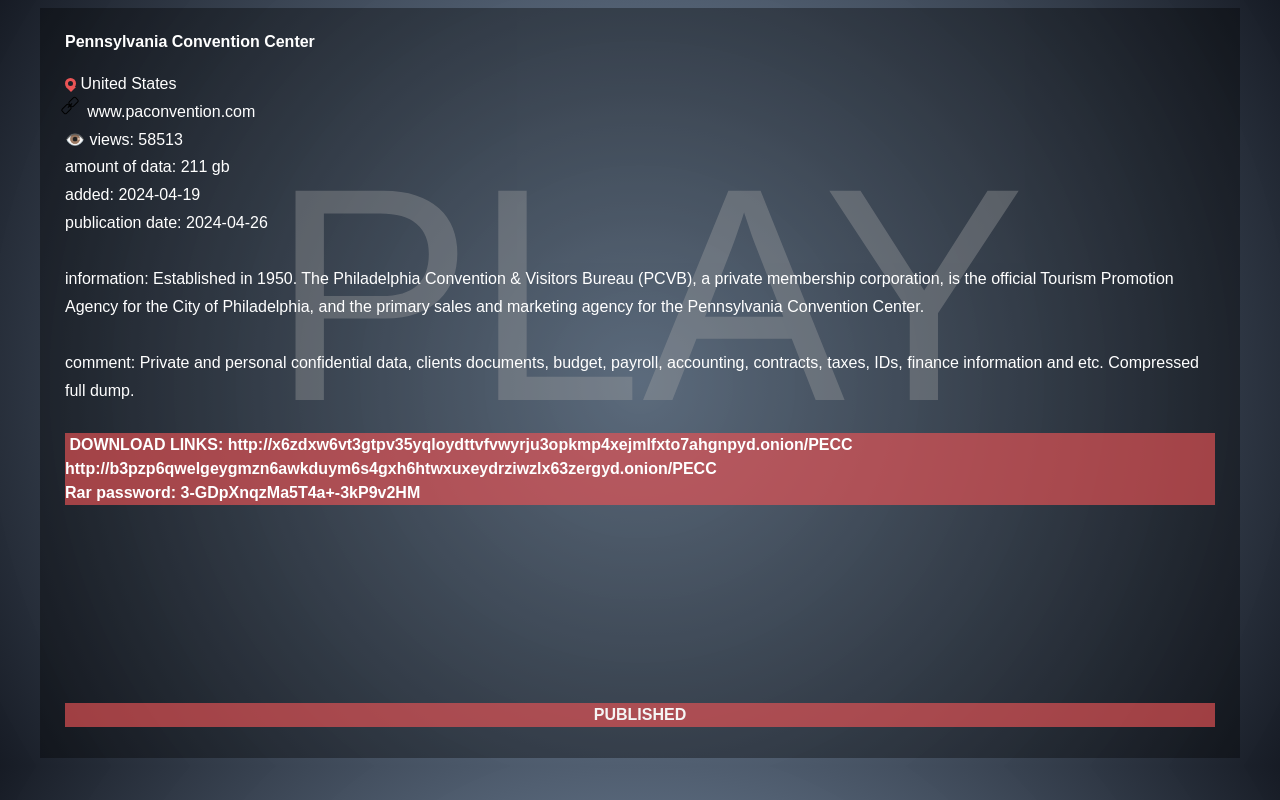 Pennsylvania Convention Center
United States
www.paconvention.com
views: 58513
amount of data: 211 gb
added: 2024-04-19
publication date: 2024-04-26
PLAY
information: Established in 1950. The Philadelphia Convention & Visitors Bureau (PCVB), a private membership corporation, is the official Tourism Promotion
Agency for the City of Philadelphia, and the primary sales and marketing agency for the Pennsylvania Convention Center.
comment: Private and personal confidential data, clients documents, budget, payroll, accounting, contracts, taxes, IDs, finance information and etc. Compressed
full dump.
DOWNLOAD LINKS: http://x6zdxw6vt3gtpv35yqloydttvfvwyrju3opkmp4xejmlfxto7ahgnpyd.onion/PECC
http://b3pzp6qwelgeygmzn6awkduym6s4gxh6htwxuxeydrziwzlx63zergyd.onion/PECC
Rar password: 3-GDpXnqzMa5T4a+-3kP9v2HM
PUBLISHED